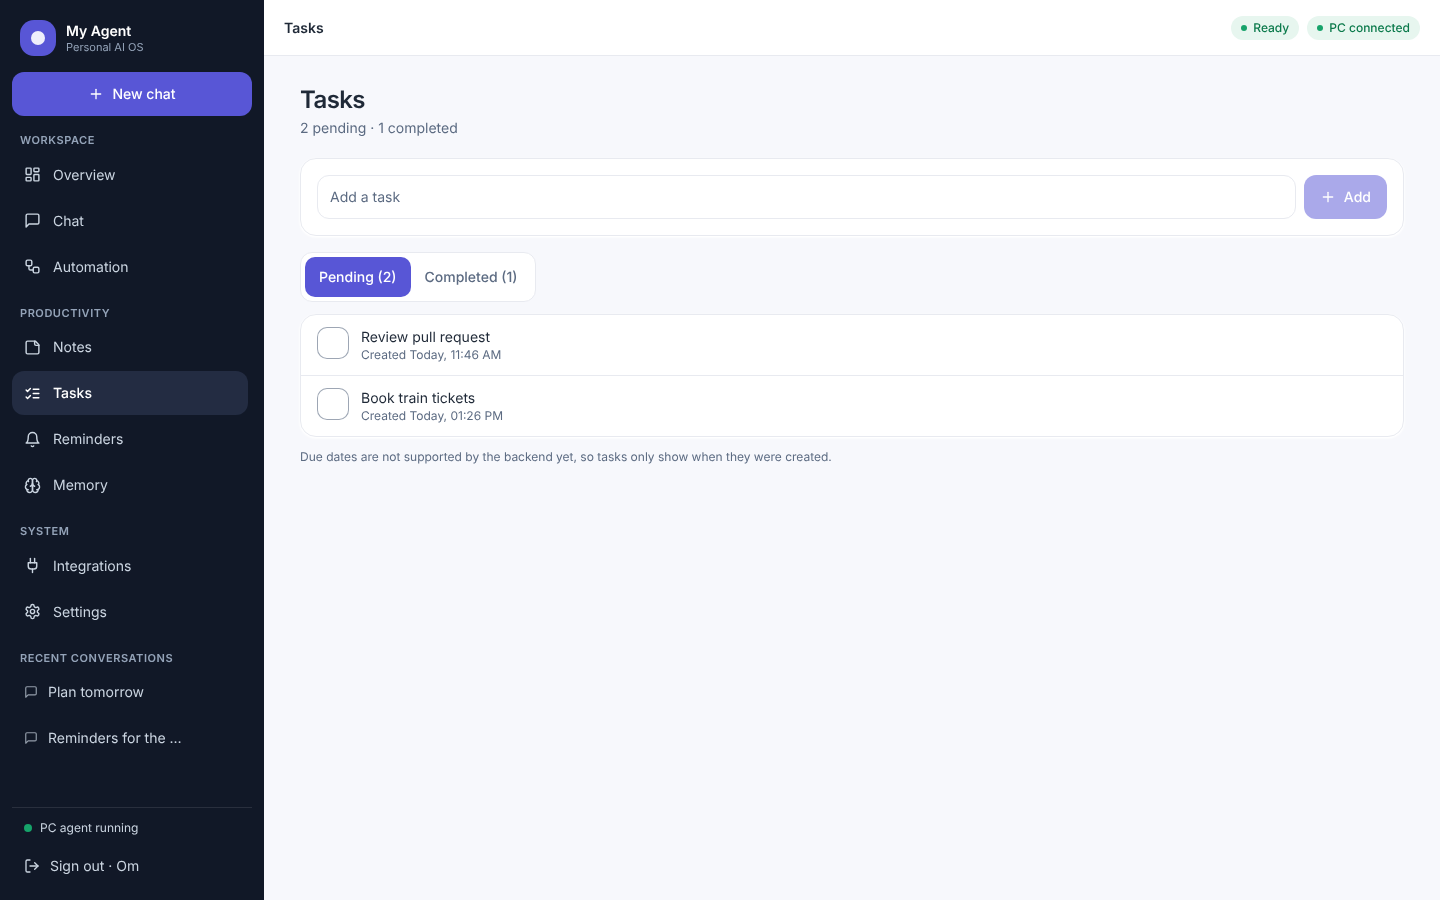 My Agent
Personal AI OS
New chat
WORKSPACE
Overview
Chat
Automation
PRODUCTIVITY
Notes
Tasks
Reminders
Memory
SYSTEM
Integrations
Settings
RECENT CONVERSATIONS
Plan tomorrow
Reminders for the ...
PC agent running
Sign out · Om
Tasks
Ready
PC connected
Tasks
2 pending · 1 completed
Add a task
Add
Pending (2)
Completed (1)
Review pull request
Created Today, 11:46 AM
Book train tickets
Created Today, 01:26 PM
Due dates are not supported by the backend yet, so tasks only show when they were created.